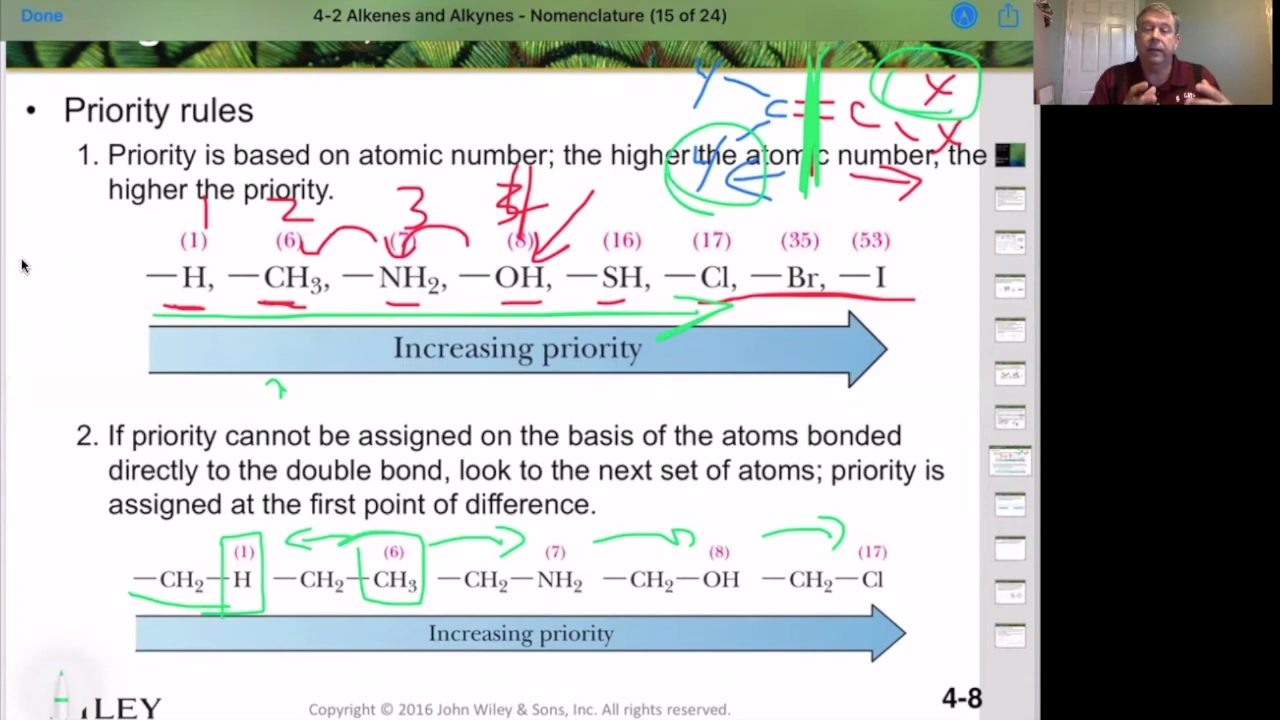 Done
4-2 Alkenes and Alkynes - Nomenclature (15 of 24)
Y
C = C
X
Y
X
• Priority rules
1. Priority is based on atomic number; the higher the atomic number, the
higher the priority.
1 2 3
(1) (6) (7) (8) (16) (17) (35) (53)
—H, —CH₃, —NH₂, —OH, —SH, —Cl, —Br, —I
Increasing priority
2. If priority cannot be assigned on the basis of the atoms bonded
directly to the double bond, look to the next set of atoms; priority is
assigned at the first point of difference.
(1) (6) (7) (8) (17)
—CH₂—H —CH₂—CH₃ —CH₂—NH₂ —CH₂—OH —CH₂—Cl
Increasing priority
ILEY
Copyright © 2016 John Wiley & Sons, Inc. All rights reserved.
4-8